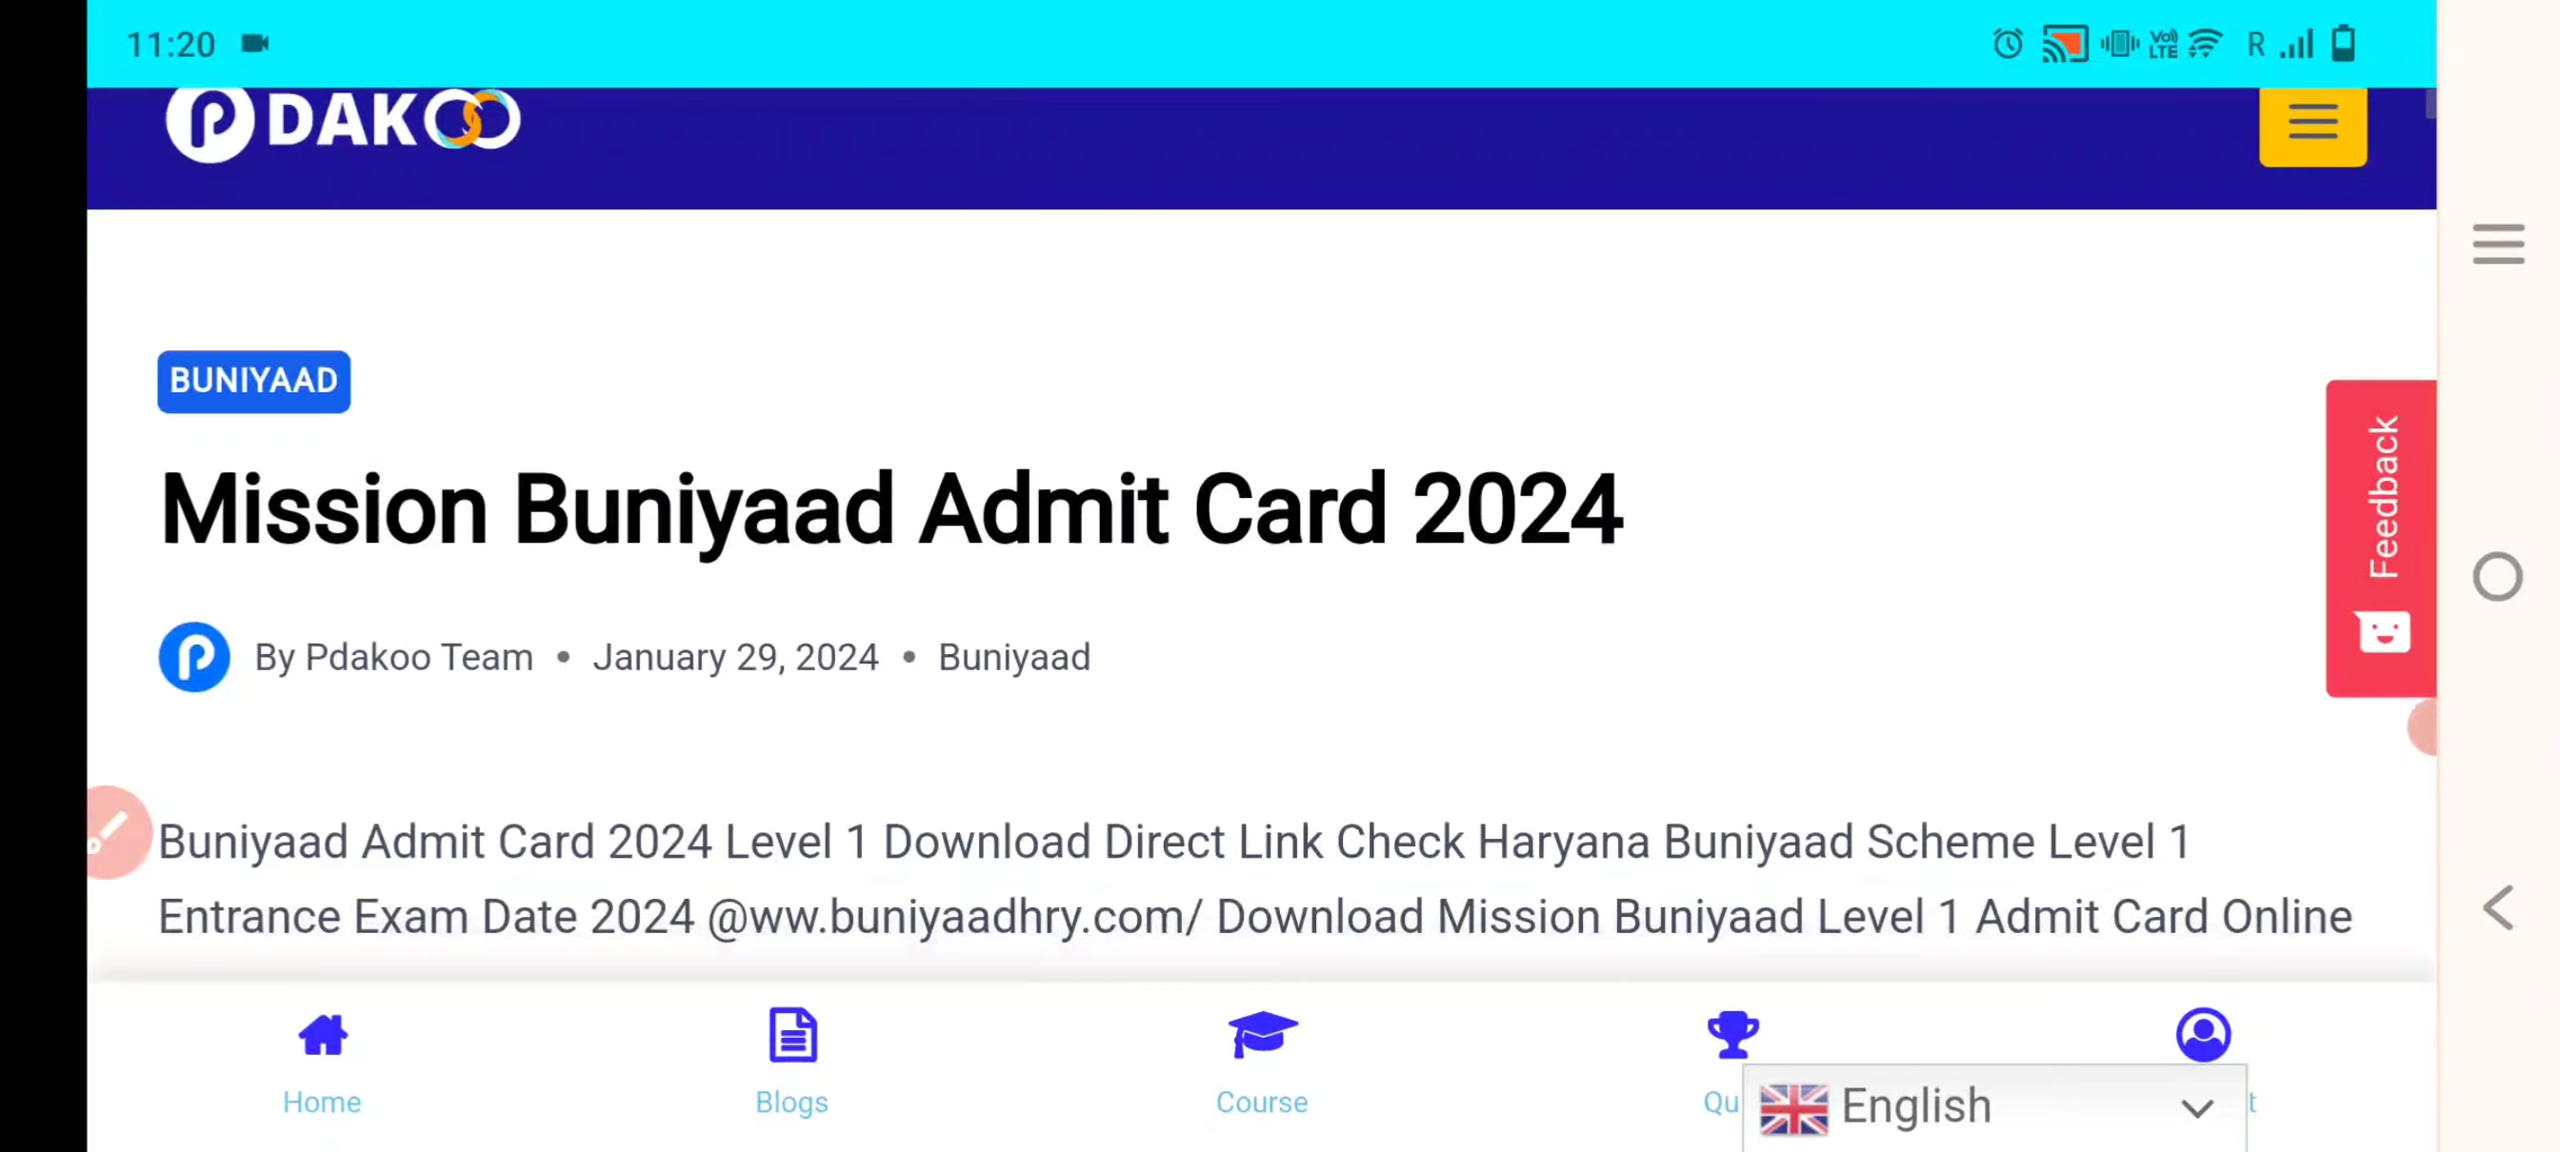 11:20
Vo) LTE R
PDAKOO
BUNIYAAD
Mission Buniyaad Admit Card 2024
By Pdakoo Team • January 29, 2024 • Buniyaad
Feedback
Buniyaad Admit Card 2024 Level 1 Download Direct Link Check Haryana Buniyaad Scheme Level 1
Entrance Exam Date 2024 @ww.buniyaadhry.com/ Download Mission Buniyaad Level 1 Admit Card Online
Home
Blogs
Course
English